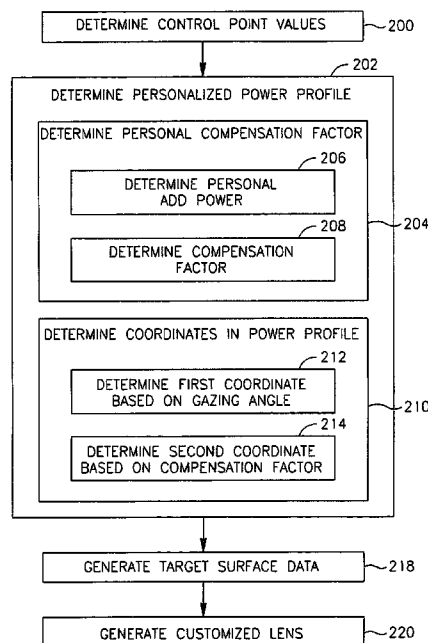 DETERMINE CONTROL POINT VALUES
200
202
DETERMINE PERSONALIZED POWER PROFILE
DETERMINE PERSONAL COMPENSATION FACTOR
206
DETERMINE PERSONAL
ADD POWER
208
DETERMINE COMPENSATION
FACTOR
204
DETERMINE COORDINATES IN POWER PROFILE
212
DETERMINE FIRST COORDINATE
BASED ON GAZING ANGLE
214
DETERMINE SECOND COORDINATE
BASED ON COMPENSATION FACTOR
210
GENERATE TARGET SURFACE DATA
218
GENERATE CUSTOMIZED LENS
220